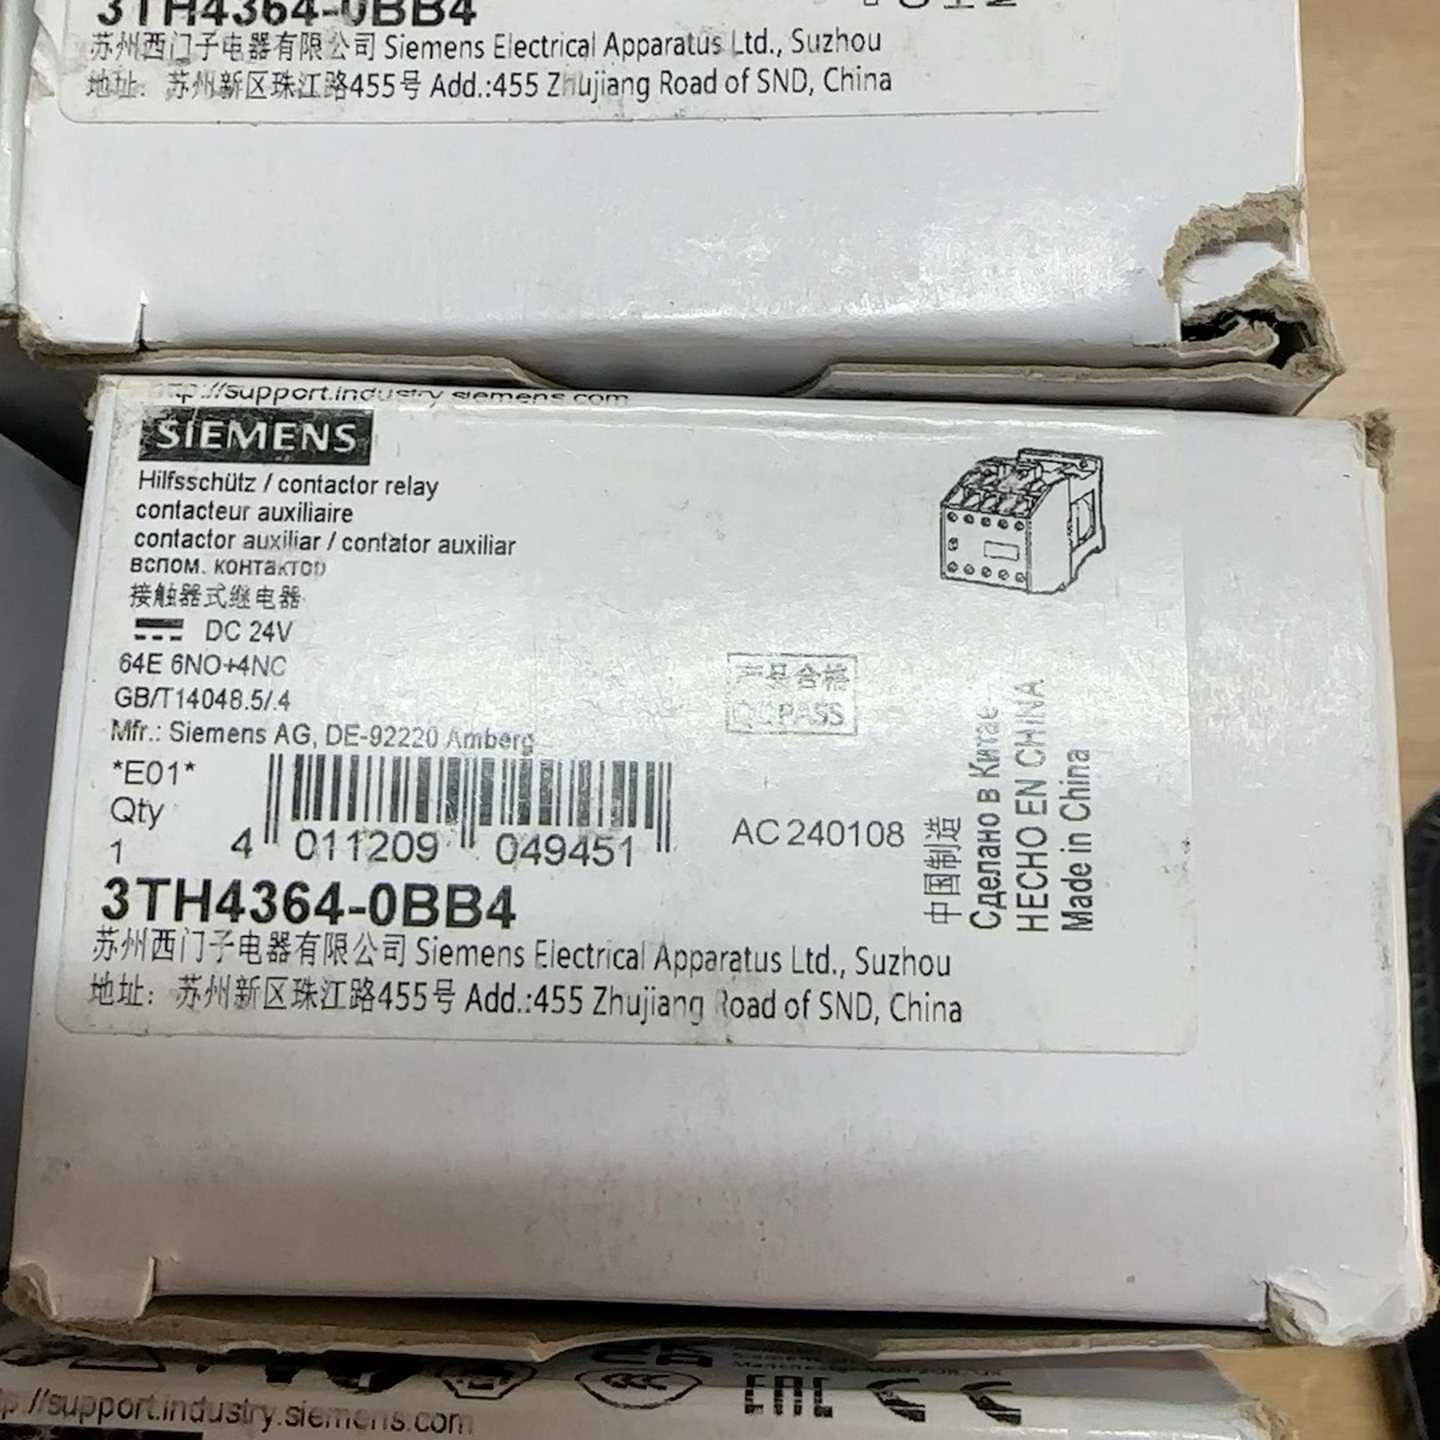 3TH4364-0BB4
苏州西门子电器有限公司 Siemens Electrical Apparatus Ltd., Suzhou
地址：苏州新区珠江路455号 Add.:455 Zhujiang Road of SND, China
http://support.industry.siemens.com
SIEMENS
Hilfsschütz / contactor relay
contacteur auxiliaire
contactor auxiliar / contator auxiliar
вспом. контактор
接触器式继电器
DC 24V
64E 6NO+4NC
GB/T14048.5/.4
Mfr.: Siemens AG, DE-92220 Amberg
产品合格
QC PASS
*E01*
Qty
1
4 011209 049451
AC 240108
中国制造
Сделано в Китае
HECHO EN CHINA
Made in China
3TH4364-0BB4
苏州西门子电器有限公司 Siemens Electrical Apparatus Ltd., Suzhou
地址：苏州新区珠江路455号 Add.:455 Zhujiang Road of SND, China
EAC CE
http://support.industry.siemens.com